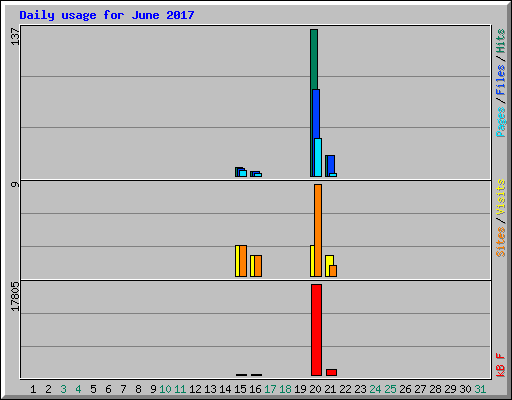 Daily usage for June 2017
137
Pages / Files / Hits
9
Sites / Visits
17805
kB F
1 2 3 4 5 6 7 8 9 10 11 12 13 14 15 16 17 18 19 20 21 22 23 24 25 26 27 28 29 30 31